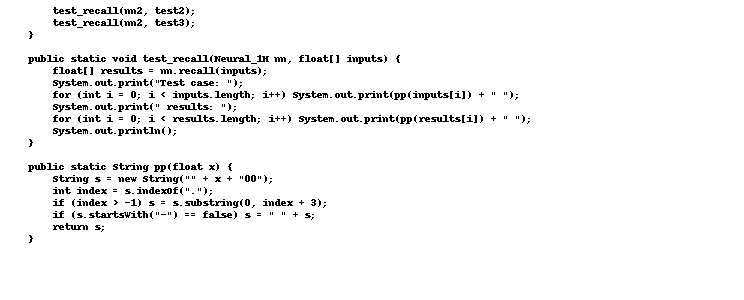 test_recall(nn2, test2);
test_recall(nn2, test3);
}
public static void test_recall(Neural_1H nn, float[] inputs) {
float[] results = nn.recall(inputs);
System.out.print("Test case: ");
for (int i = 0; i < inputs.length; i++) System.out.print(pp(inputs[i]) + " ");
System.out.print(" results: ");
for (int i = 0; i < results.length; i++) System.out.print(pp(results[i]) + " ");
System.out.println();
}
public static String pp(float x) {
String s = new String("" + x + "00");
int index = s.indexOf(".");
if (index > -1) s = s.substring(0, index + 3);
if (s.startsWith("-") == false) s = " " + s;
return s;
}